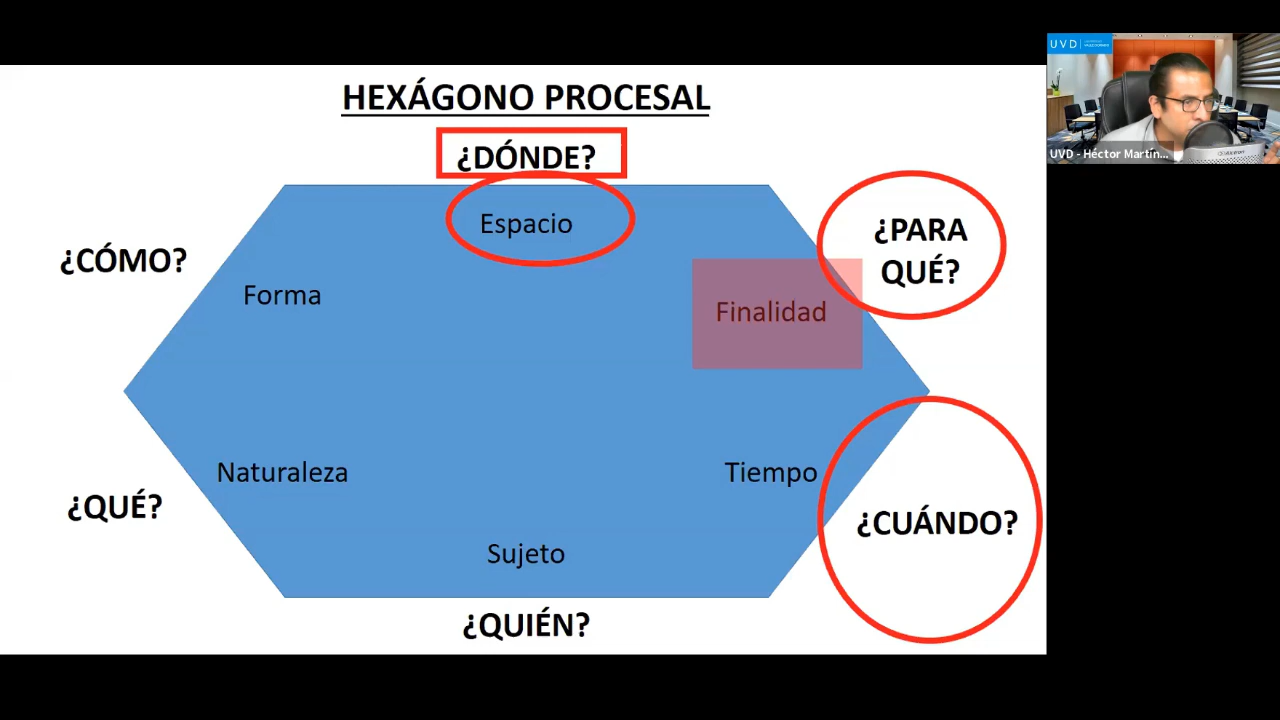 HEXÁGONO PROCESAL
¿DÓNDE?
Espacio
¿PARA
QUÉ?
¿CÓMO?
Forma
Finalidad
Naturaleza
Tiempo
¿QUÉ?
¿CUÁNDO?
Sujeto
¿QUIÉN?
UVD
UVD - Héctor Martín...